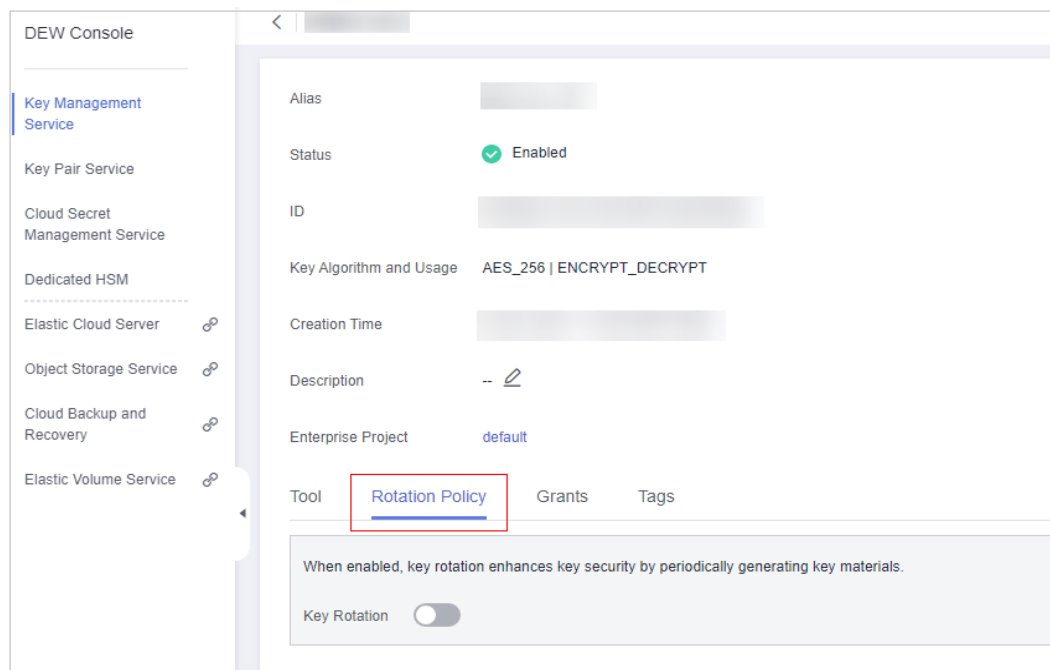 DEW Console
Key Management
Service
Key Pair Service
Cloud Secret
Management Service
Dedicated HSM
Elastic Cloud Server
Object Storage Service
Cloud Backup and
Recovery
Elastic Volume Service
Alias
Status Enabled
ID
Key Algorithm and Usage AES_256 | ENCRYPT_DECRYPT
Creation Time
Description --
Enterprise Project default
Tool Rotation Policy Grants Tags
When enabled, key rotation enhances key security by periodically generating key materials.
Key Rotation